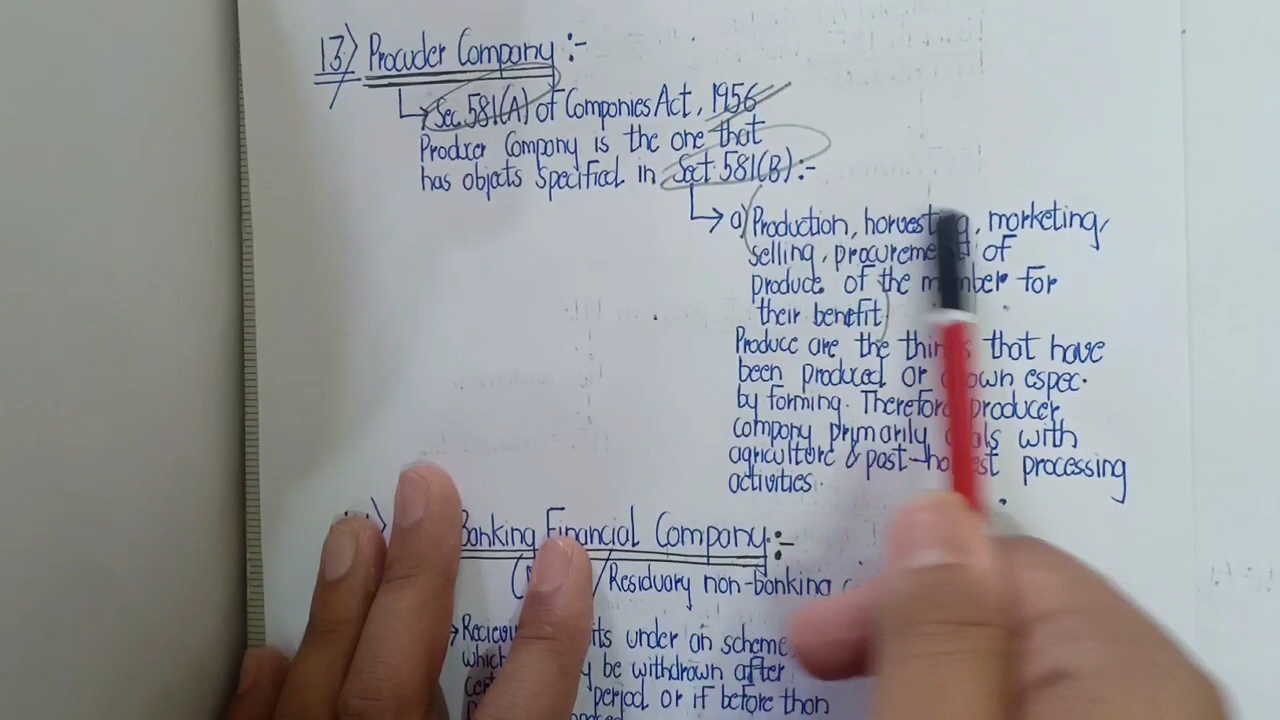 13) Procuder Company :-
Sec. 581(A) of Companies Act, 1956
Producer Company is the one that
has objects specified in Sect. 581(B) :-
a) Production, harvesting, marketing,
selling, procurement of
produce of the member for
their benefit
Produce are the things that have
been produced or grown espec.
by farming. Therefore producer
company primarily deals with
agriculture & post-harvest processing
activities.
Banking Financial Company :-
Residuary non-banking
under an scheme
which be withdrawn after
period or if before than